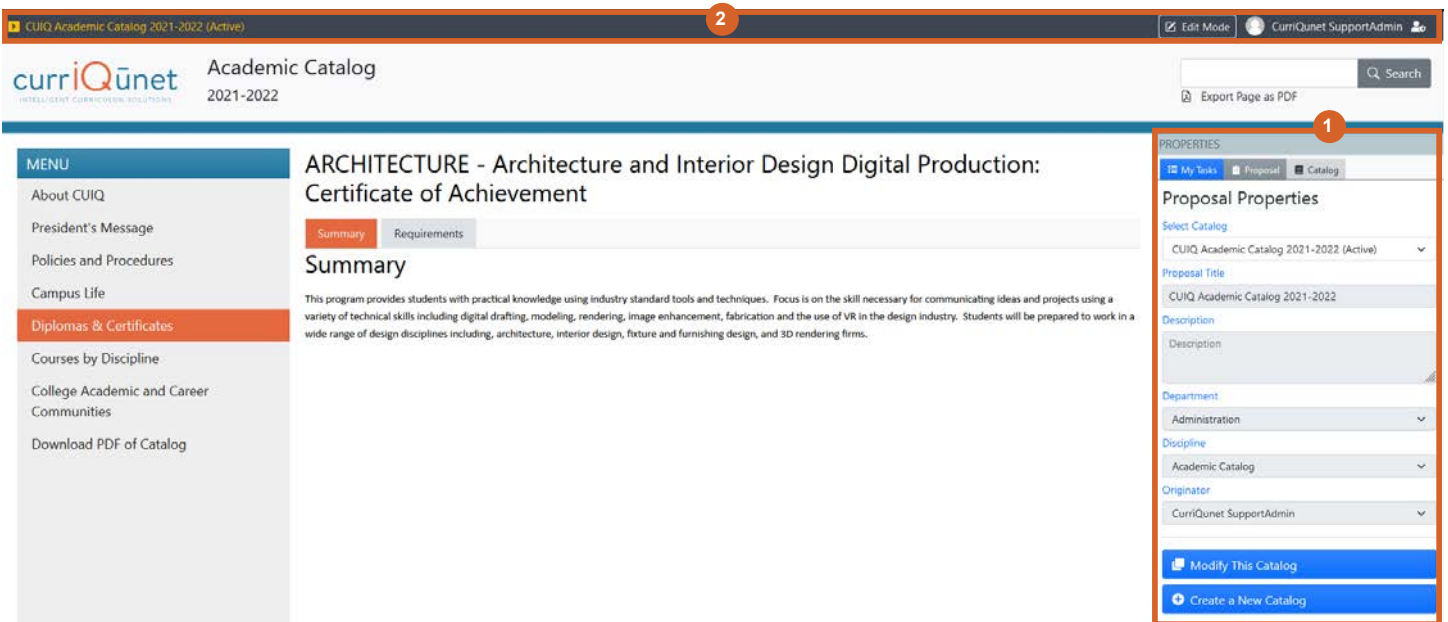 2
CUIQ Academic Catalog 2021-2022 (Active)
Edit Mode
CurriQunet SupportAdmin
currIQūnet
INTELLIGENT CURRICULUM SOLUTIONS
Academic Catalog
2021-2022
Search
Export Page as PDF
1
MENU
About CUIQ
President's Message
Policies and Procedures
Campus Life
Diplomas & Certificates
Courses by Discipline
College Academic and Career
Communities
Download PDF of Catalog
ARCHITECTURE - Architecture and Interior Design Digital Production:
Certificate of Achievement
Summary Requirements
Summary
This program provides students with practical knowledge using industry standard tools and techniques. Focus is on the skill necessary for communicating ideas and projects using a
variety of technical skills including digital drafting, modeling, rendering, image enhancement, fabrication and the use of VR in the design industry. Students will be prepared to work in a
wide range of design disciplines including, architecture, interior design, fixture and furnishing design, and 3D rendering firms.
PROPERTIES
My Tasks Proposal Catalog
Proposal Properties
Select Catalog
CUIQ Academic Catalog 2021-2022 (Active)
Proposal Title
CUIQ Academic Catalog 2021-2022
Description
Description
Department
Administration
Discipline
Academic Catalog
Originator
CurriQunet SupportAdmin
Modify This Catalog
Create a New Catalog